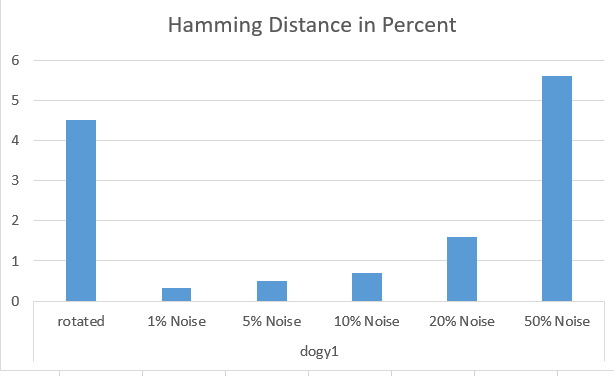 Hamming Distance in Percent
6
5
4
3
2
1
0
rotated 1% Noise 5% Noise 10% Noise 20% Noise 50% Noise
dogy1